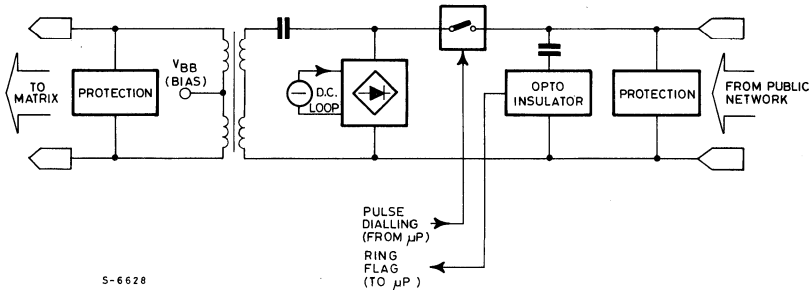 TO
MATRIX
PROTECTION
VBB
(BIAS)
D.C.
LOOP
OPTO
INSULATOR
PROTECTION
FROM PUBLIC
NETWORK
PULSE
DIALLING
(FROM μP)
RING
FLAG
(TO μP)
S-6628